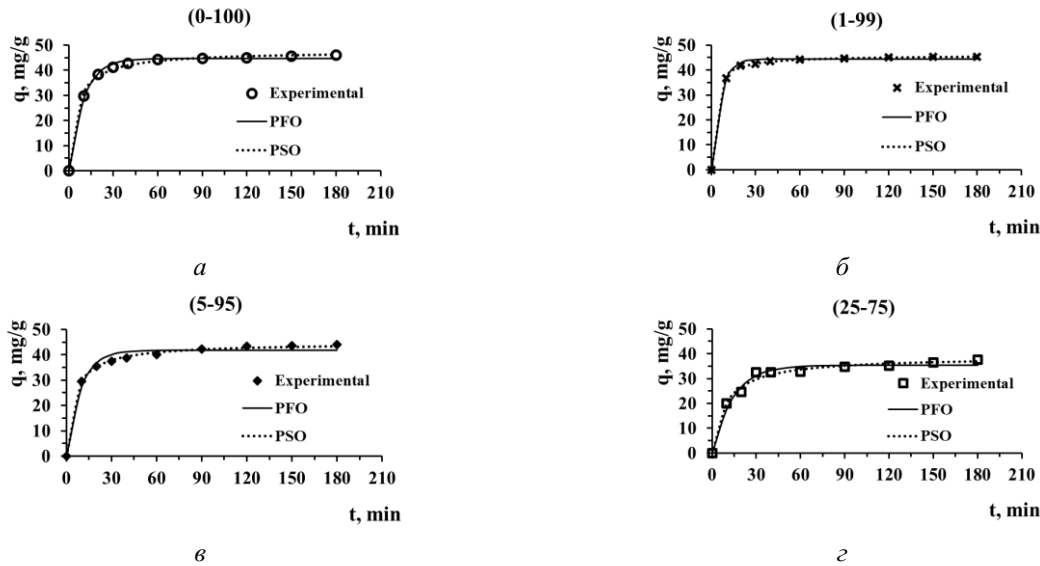 (0-100)
q, mg/g
50
40
30
20
10
0
Experimental
PFO
PSO
0 30 60 90 120 150 180 210
t, min
а
(1-99)
q, mg/g
50
40
30
20
10
0
Experimental
PFO
PSO
0 30 60 90 120 150 180 210
t, min
б
(5-95)
q, mg/g
50
40
30
20
10
0
Experimental
PFO
PSO
0 30 60 90 120 150 180 210
t, min
в
(25-75)
q, mg/g
50
40
30
20
10
0
Experimental
PFO
PSO
0 30 60 90 120 150 180 210
t, min
г